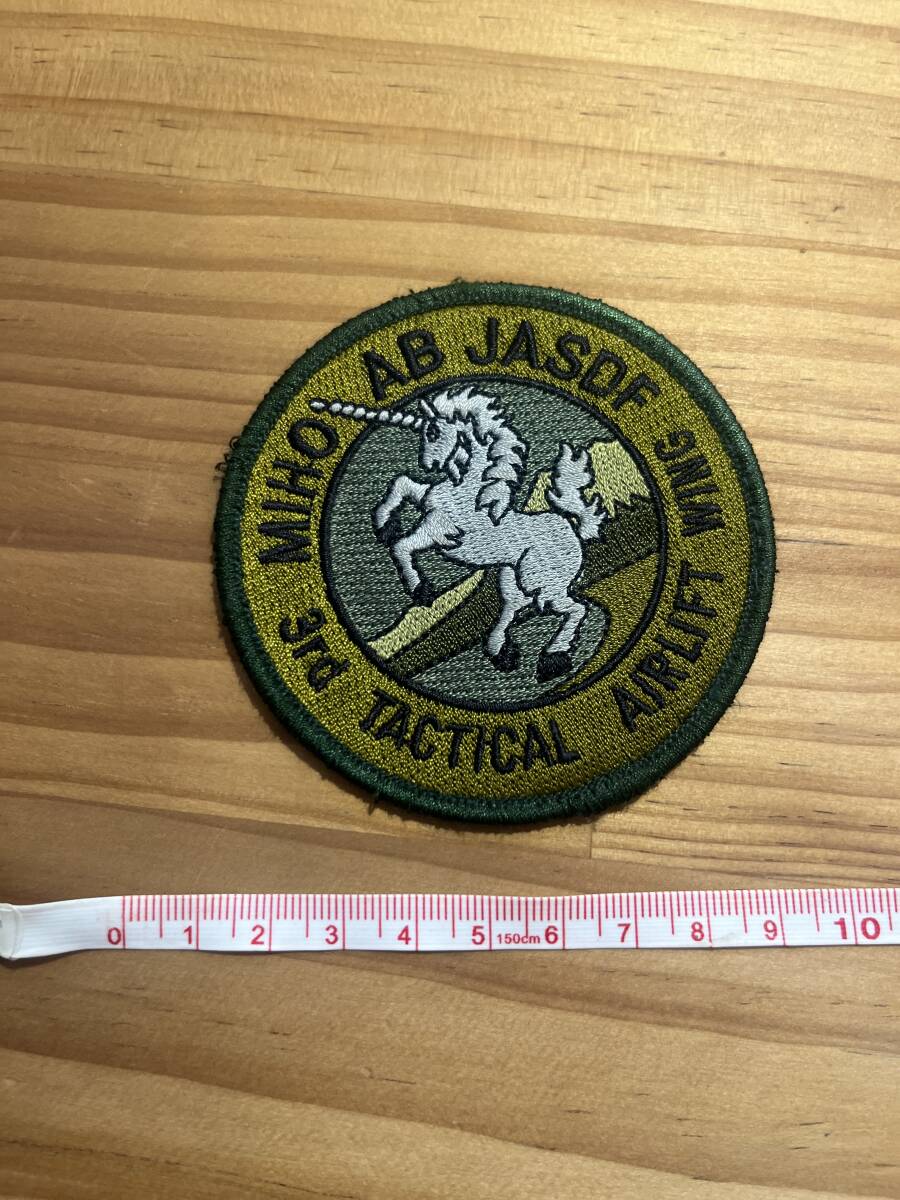 MIHO AB JASDF
3rd TACTICAL AIRLIFT WING
0 1 2 3 4 5 150cm 6 7 8 9 10